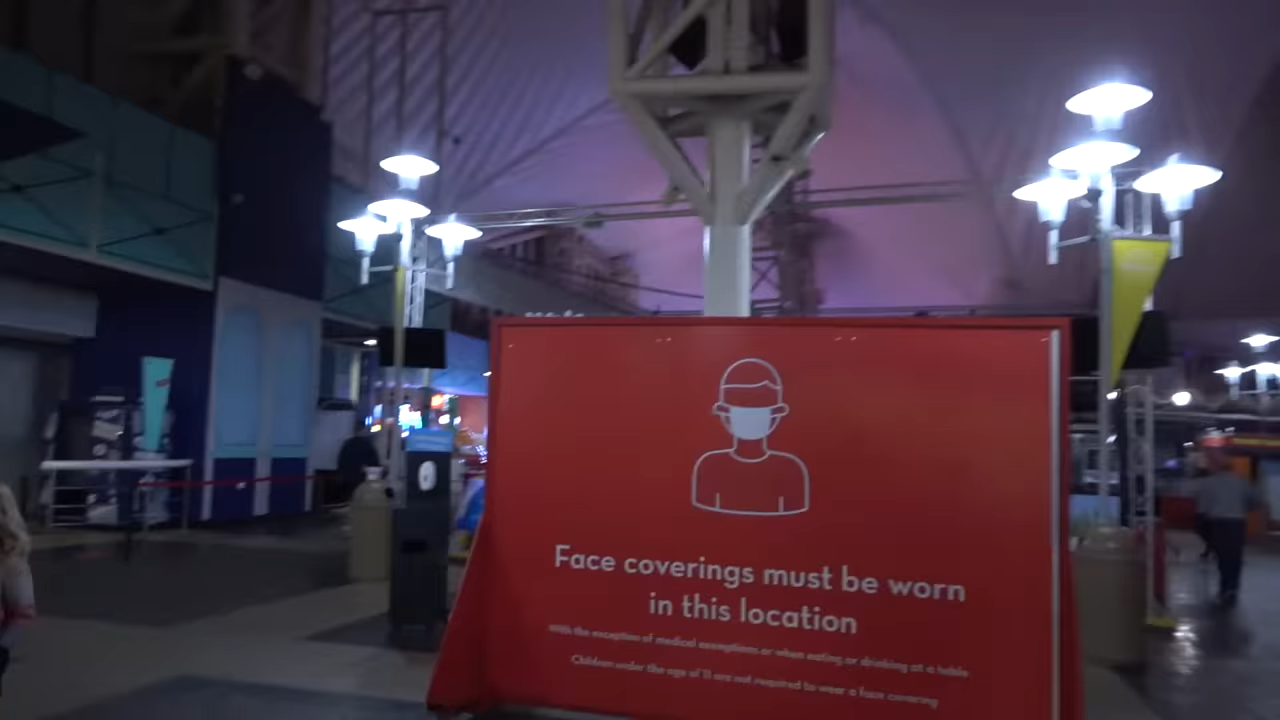 Face coverings must be worn
in this location
With the exception of medical exemptions or when eating or drinking at a table
Children under the age of 11 are not required to wear a face covering